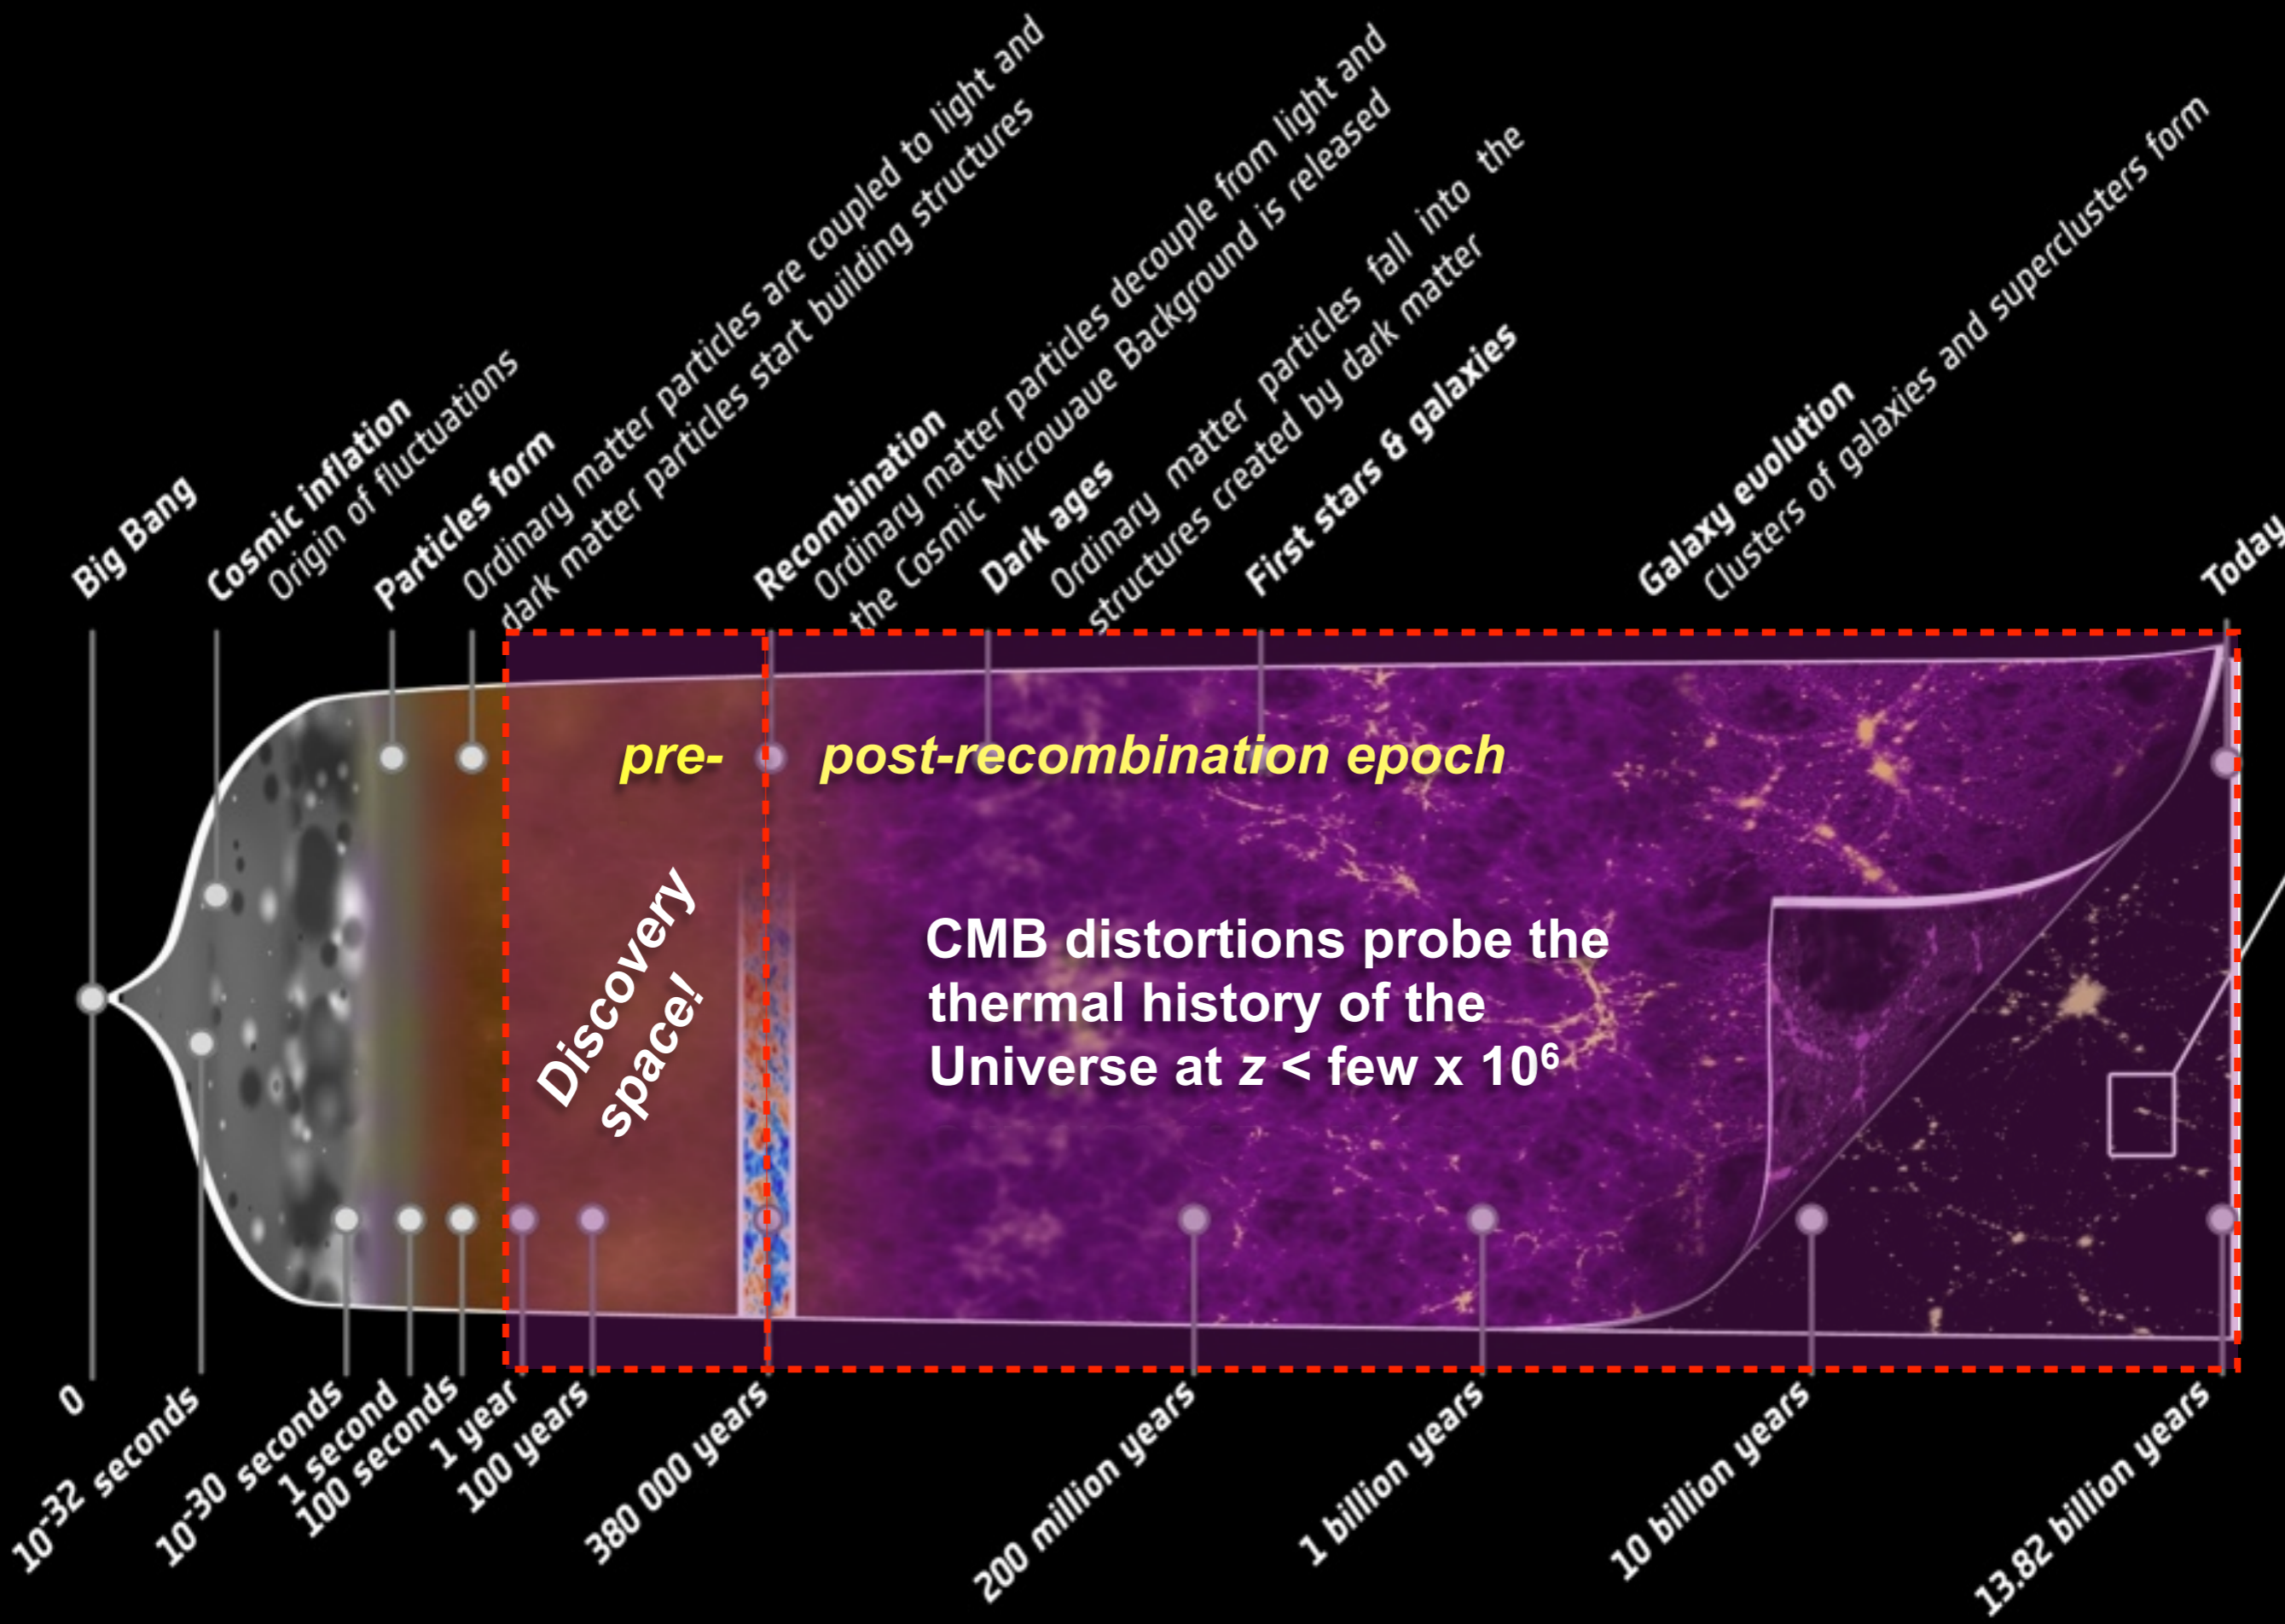 Big Bang
Cosmic inflation
Origin of fluctuations
Particles form
Ordinary matter particles are coupled to light and
dark matter particles start building structures
Recombination
Ordinary matter particles decouple from light and
the Cosmic Microwave Background is released
Dark ages
Ordinary matter particles fall into the
structures created by dark matter
First stars & galaxies
Galaxy evolution
Clusters of galaxies and superclusters form
Today
pre-
post-recombination epoch
Discovery
space!
CMB distortions probe the
thermal history of the
Universe at z < few x 10⁶
0
10⁻³² seconds
10⁻³⁰ seconds
1 second
100 seconds
1 year
100 years
380 000 years
200 million years
1 billion years
10 billion years
13.82 billion years